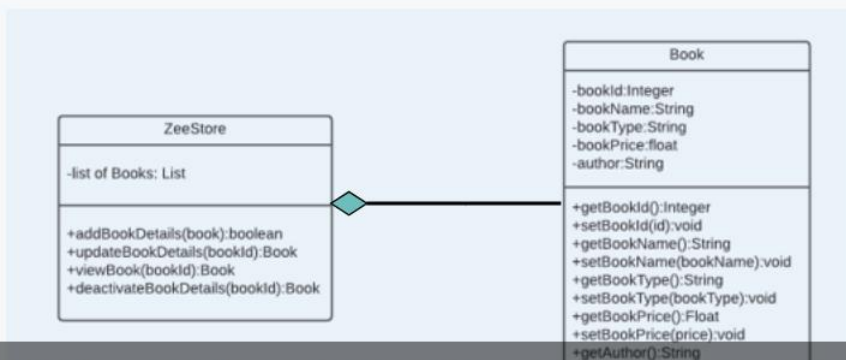 ZeeStore
-list of Books: List
+addBookDetails(book):boolean
+updateBookDetails(bookId):Book
+viewBook(bookId):Book
+deactivateBookDetails(bookId):Book
Book
-bookId:Integer
-bookName:String
-bookType:String
-bookPrice:float
-author:String
+getBookId():Integer
+setBookId(id):void
+getBookName():String
+setBookName(bookName):void
+getBookType():String
+setBookType(bookType):void
+getBookPrice():Float
+setBookPrice(price):void
+getAuthor():String